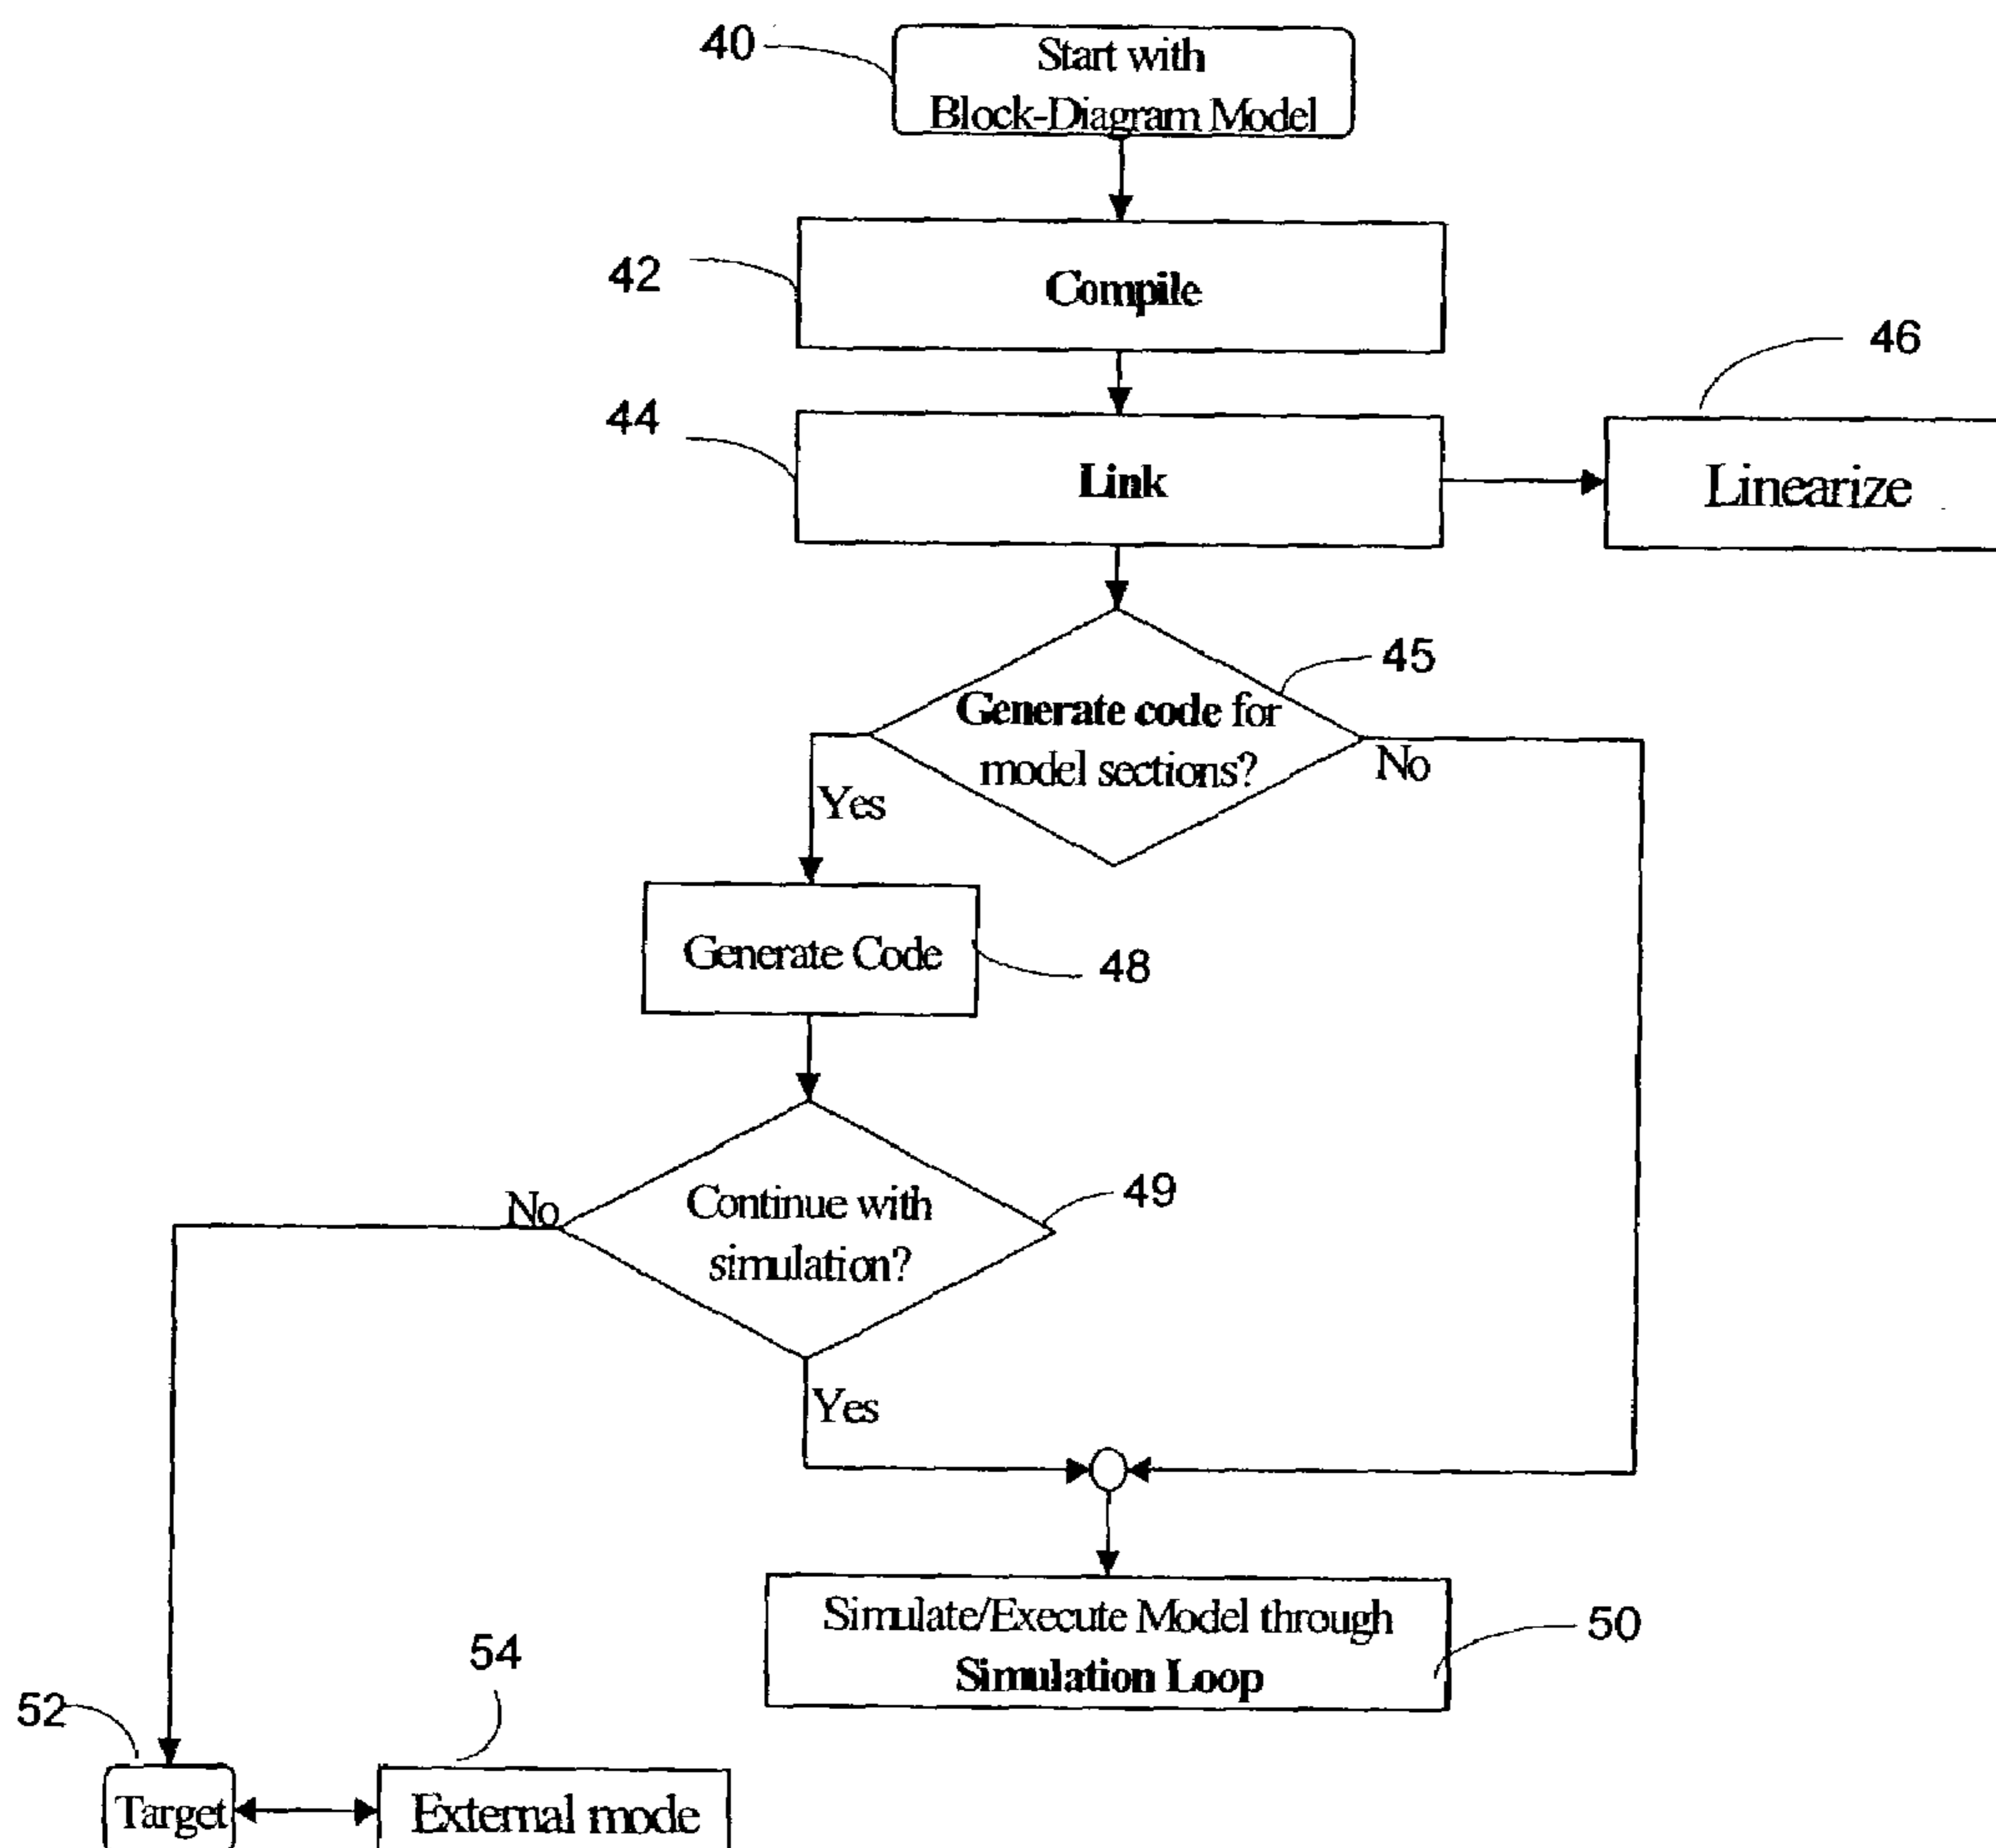 40
Start with
Block-Diagram Model
42
Compile
46
44
Link
Linearize
45
Generate code for
model sections?
No
Yes
Generate Code
48
49
No
Continue with
simulation?
Yes
Simulate/Execute Model through
Simulation Loop
50
54
52
Target
External mode